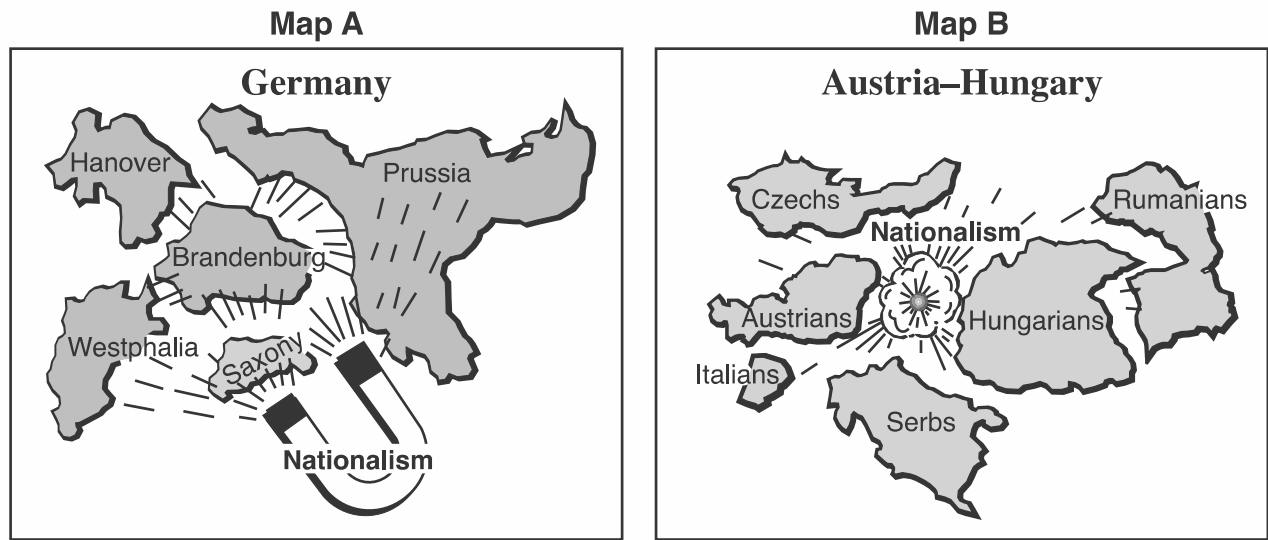 Map A
Germany
Hanover
Prussia
Brandenburg
Westphalia
Saxony
Nationalism
Map B
Austria–Hungary
Czechs
Rumanians
Nationalism
Austrians
Hungarians
Italians
Serbs